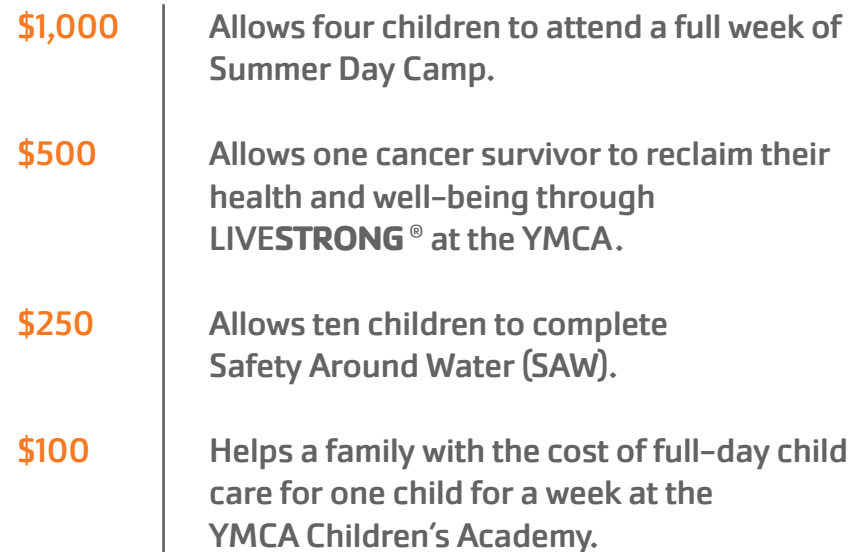 $1,000 Allows four children to attend a full week of
Summer Day Camp.
$500 Allows one cancer survivor to reclaim their
health and well-being through
LIVESTRONG® at the YMCA.
$250 Allows ten children to complete
Safety Around Water (SAW).
$100 Helps a family with the cost of full-day child
care for one child for a week at the
YMCA Children's Academy.